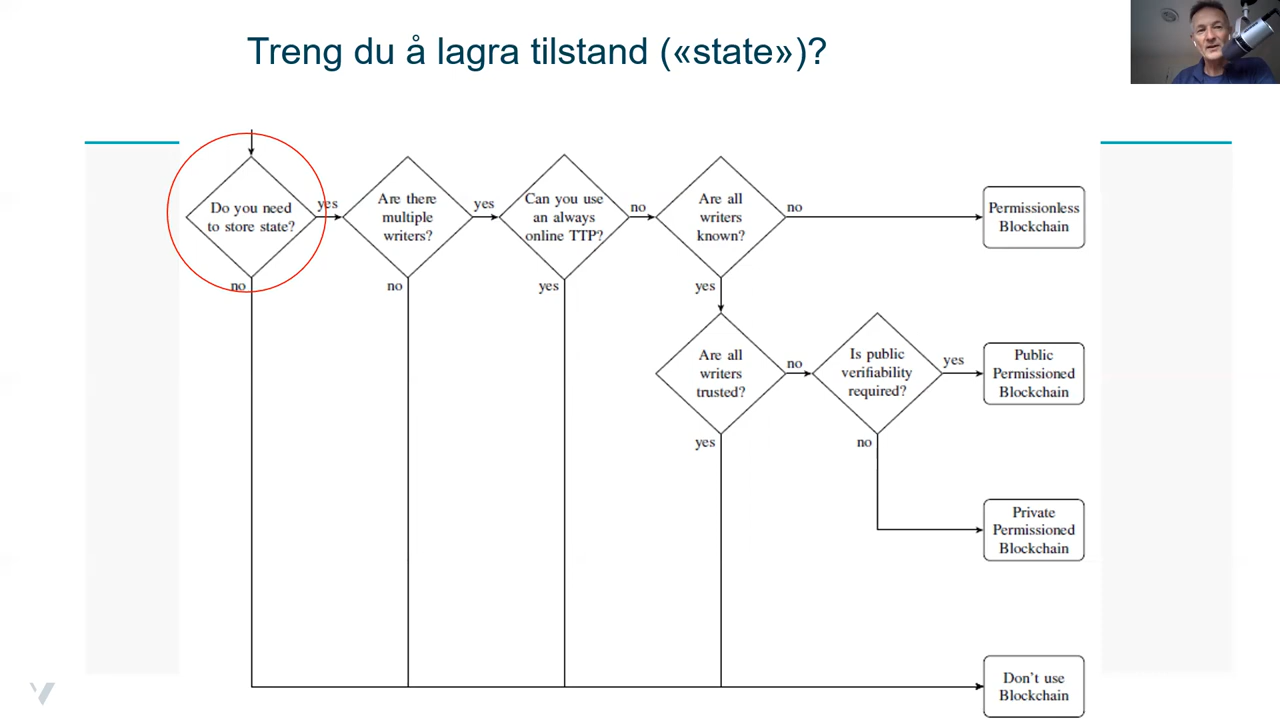 Treng du å lagra tilstand («state»)?
Do you need
to store state?
yes
no
Are there
multiple
writers?
yes
no
Can you use
an always
online TTP?
no
yes
Are all
writers
known?
no
yes
Permissionless
Blockchain
Are all
writers
trusted?
no
yes
Is public
verifiability
required?
yes
no
Public
Permissioned
Blockchain
Private
Permissioned
Blockchain
Don't use
Blockchain